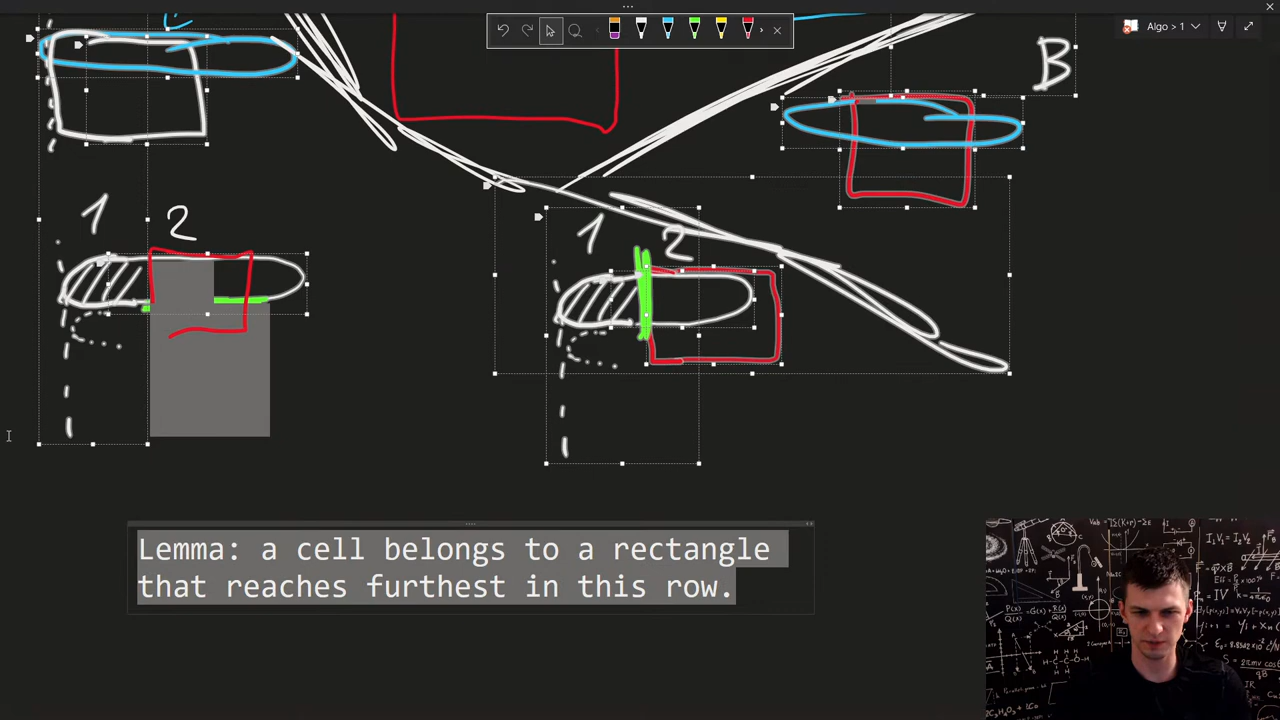 Algo > 1
B
1 2
1 2
Lemma: a cell belongs to a rectangle
that reaches furthest in this row.